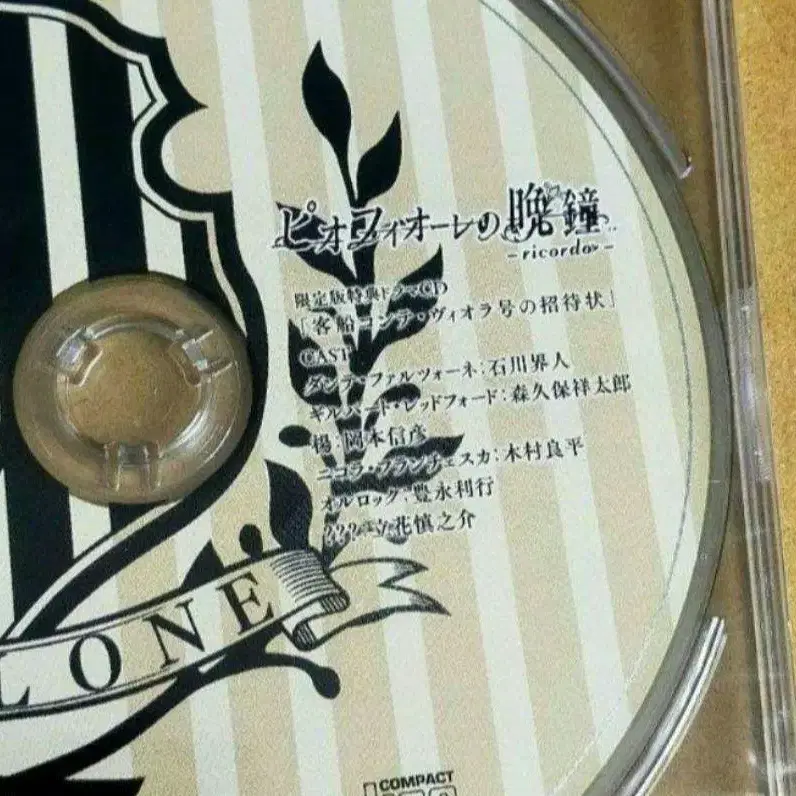 ピオフィオーレの晩鐘
-ricordo-
限定版特典ドラマCD
「客船コンテ・ヴィオラ号の招待状」
CAST
ダンテ・ファルツォーネ:石川界人
ギルバート・レッドフォード:森久保祥太郎
楊:岡本信彦
ニコラ・フランチェスカ:木村良平
オルロック:豊永利行
???:立花慎之介
LONE
COMPACT